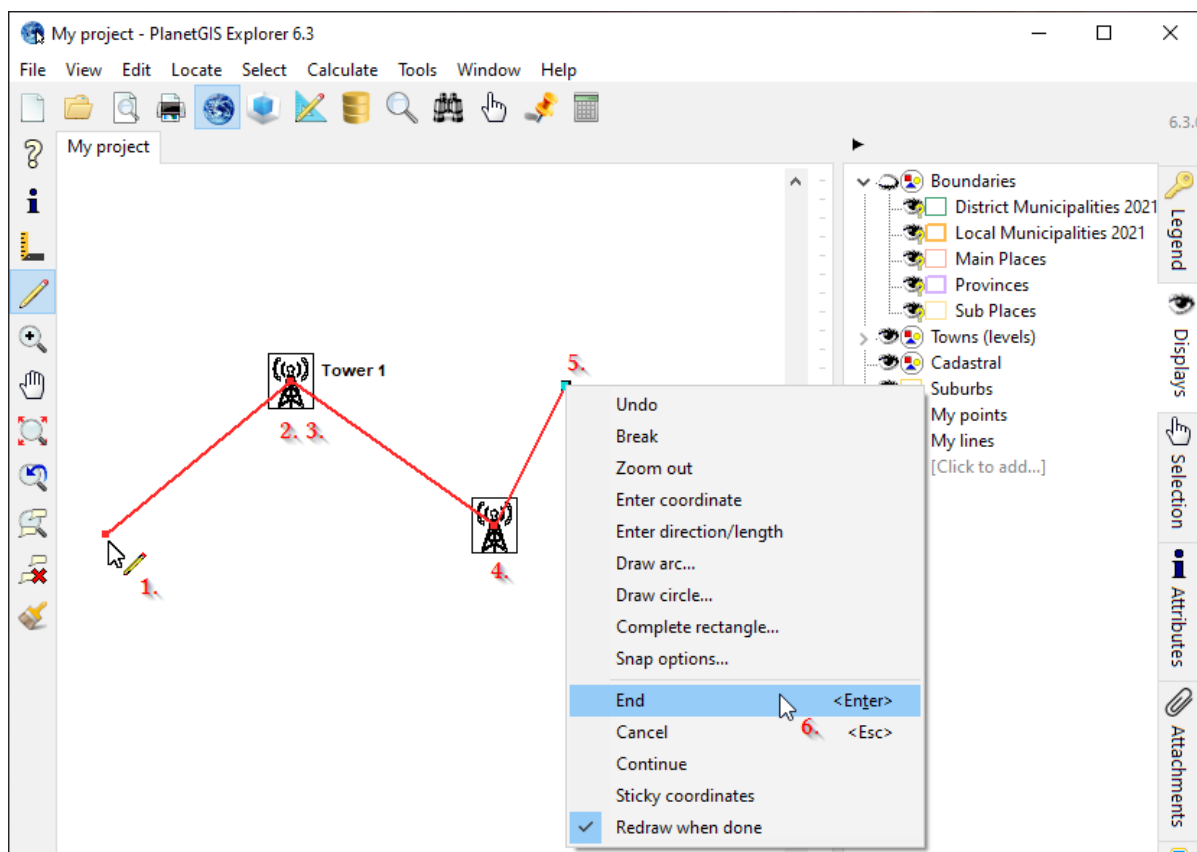 My project - PlanetGIS Explorer 6.3
File View Edit Locate Select Calculate Tools Window Help
My project
Boundaries
District Municipalities 2021
Local Municipalities 2021
Main Places
Provinces
Sub Places
Towns (levels)
Cadastral
Suburbs
My points
My lines
[Click to add...]
Legend
Displays
Selection
Attributes
Attachments
Tower 1
1.
2. 3.
4.
5.
Undo
Break
Zoom out
Enter coordinate
Enter direction/length
Draw arc...
Draw circle...
Complete rectangle...
Snap options...
End <Enter>
6.
Cancel <Esc>
Continue
Sticky coordinates
Redraw when done